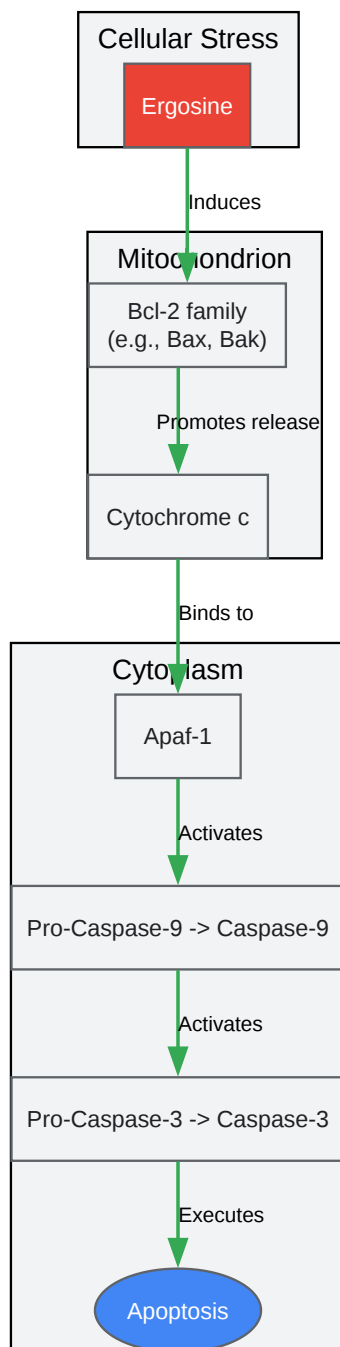 Cellular Stress
Ergosine
Induces
Mitochondrion
Bcl-2 family
(e.g., Bax, Bak)
Promotes release
Cytochrome c
Binds to
Cytoplasm
Apaf-1
Activates
Pro-Caspase-9 -> Caspase-9
Activates
Pro-Caspase-3 -> Caspase-3
Executes
Apoptosis